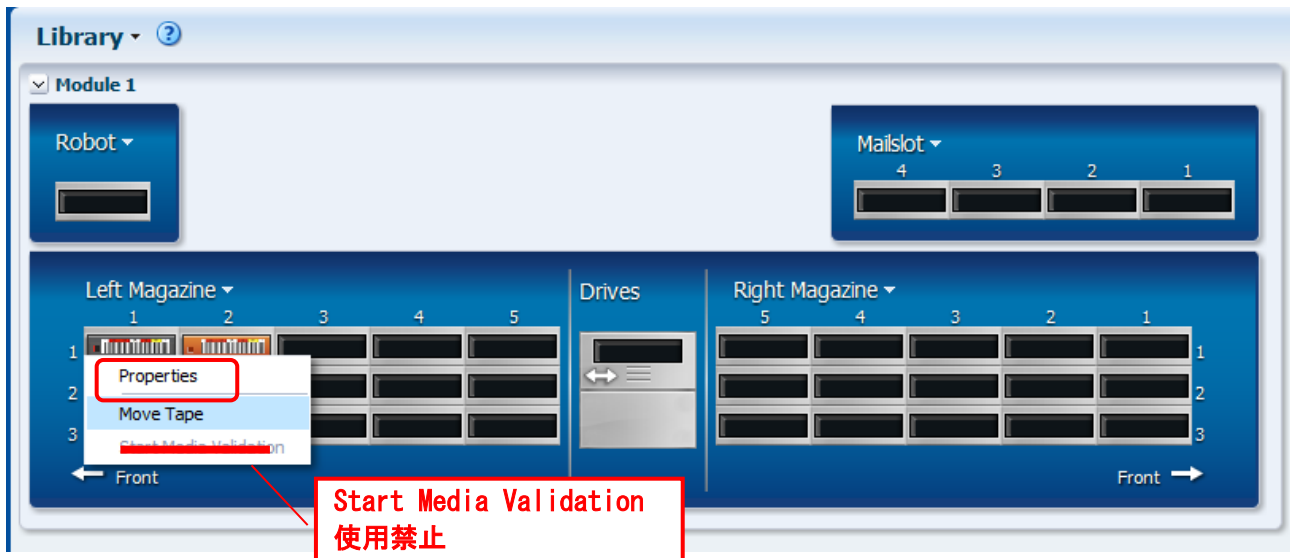 Library
Module 1
Robot
Mailslot
4 3 2 1
Left Magazine
Drives
Right Magazine
1 2 3 4 5
5 4 3 2 1
1
1
Properties
2
2
Move Tape
3
3
Start Media Validation
Front
Front
Start Media Validation
使用禁止